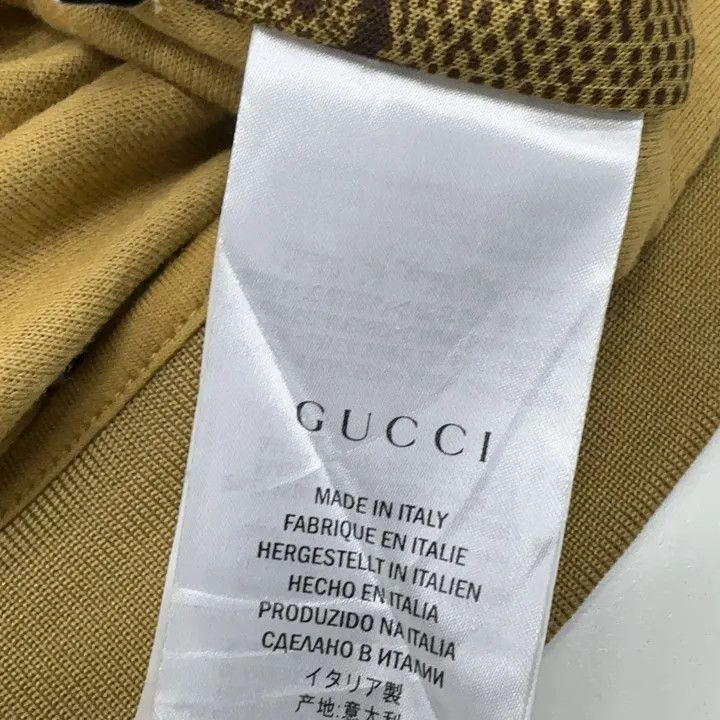 GUCCI
MADE IN ITALY
FABRIQUE EN ITALIE
HERGESTELLT IN ITALIEN
HECHO EN ITALIA
PRODUZIDO NA ITALIA
СДЕЛАНО В ИТАЛИИ
イタリア製
产地:意大利